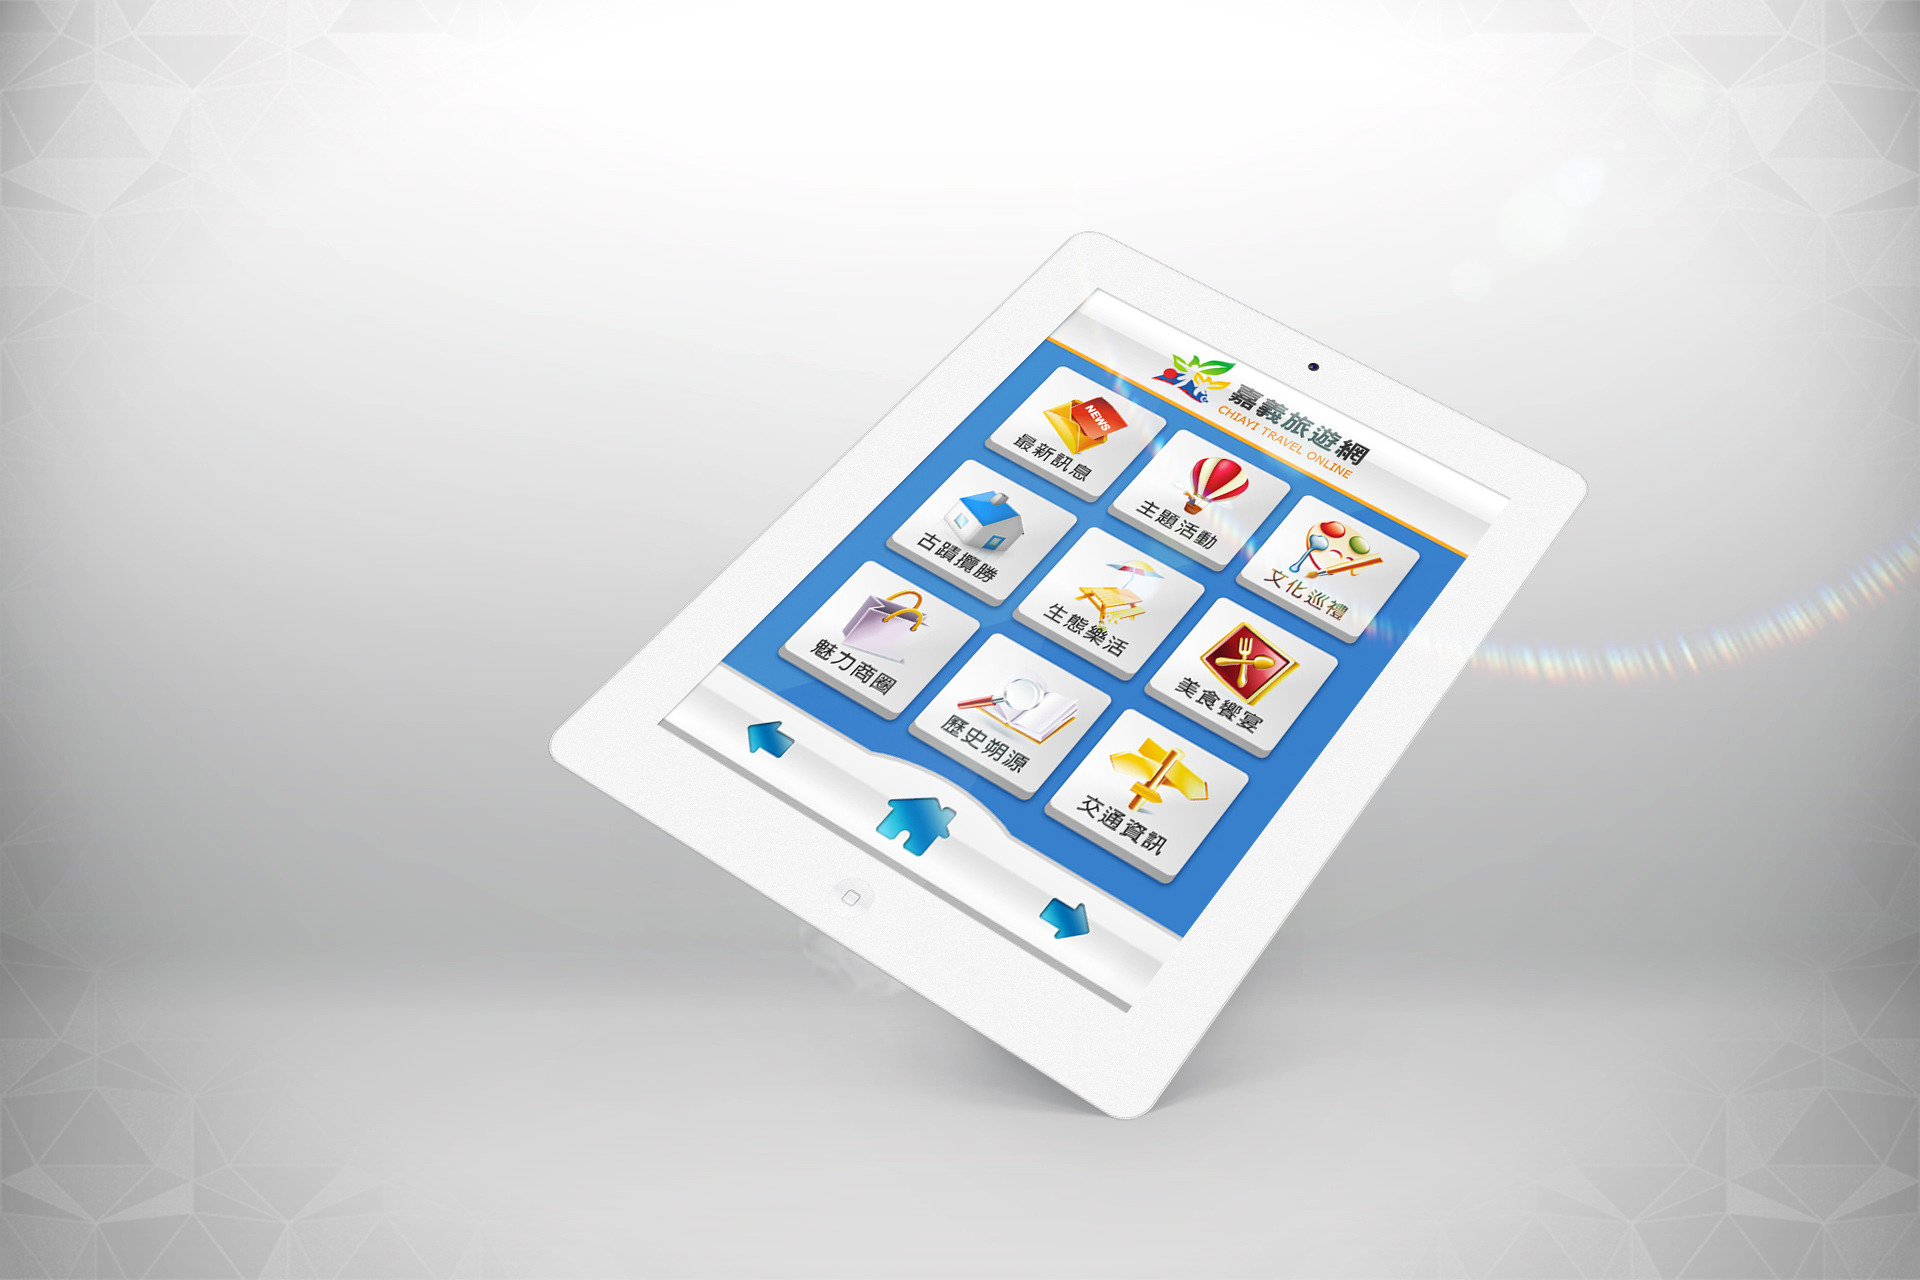 嘉義旅遊網
CHIAYI TRAVEL ONLINE
NEWS
最新訊息
主題活動
文化巡禮
古蹟攬勝
生態樂活
美食饗宴
魅力商圈
歷史朔源
交通資訊